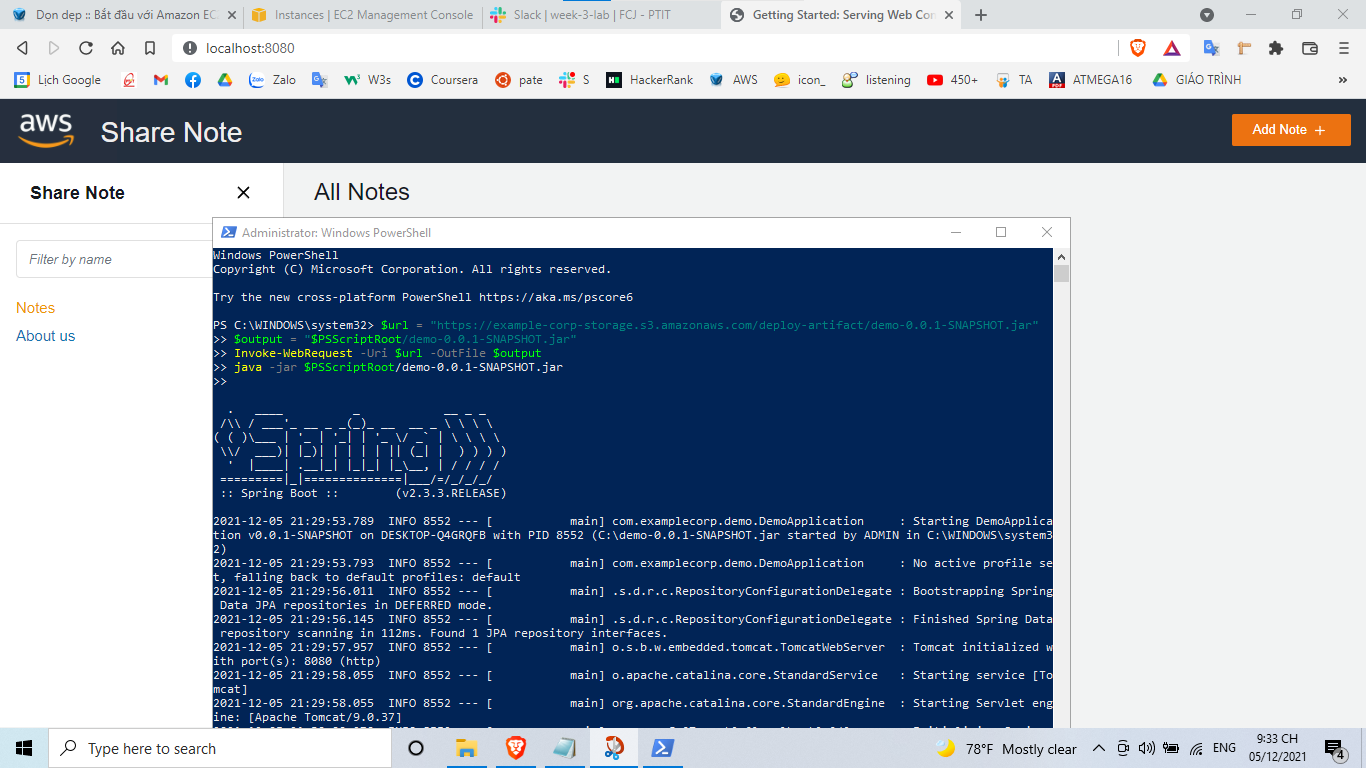 Dọn dẹp :: Bắt đầu với Amazon EC
Instances | EC2 Management Console
Slack | week-3-lab | FCJ - PTIT
Getting Started: Serving Web Con
localhost:8080
Lịch Google
Zalo
W3s
Coursera
pate
S
HackerRank
AWS
icon_
listening
450+
TA
ATMEGA16
GIÁO TRÌNH
aws
Share Note
Add Note +
Share Note
All Notes
Filter by name
Notes
About us
Administrator: Windows PowerShell
Windows PowerShell
Copyright (C) Microsoft Corporation. All rights reserved.
Try the new cross-platform PowerShell https://aka.ms/pscore6
PS C:\WINDOWS\system32> $url = "https://example-corp-storage.s3.amazonaws.com/deploy-artifact/demo-0.0.1-SNAPSHOT.jar"
>> $output = "$PSScriptRoot/demo-0.0.1-SNAPSHOT.jar"
>> Invoke-WebRequest -Uri $url -OutFile $output
>> java -jar $PSScriptRoot/demo-0.0.1-SNAPSHOT.jar
>>
Spring
:: Spring Boot ::        (v2.3.3.RELEASE)
2021-12-05 21:29:53.789  INFO 8552 --- [           main] com.examplecorp.demo.DemoApplication     : Starting DemoApplica
tion v0.0.1-SNAPSHOT on DESKTOP-Q4GRQFB with PID 8552 (C:\demo-0.0.1-SNAPSHOT.jar started by ADMIN in C:\WINDOWS\system3
2)
2021-12-05 21:29:53.793  INFO 8552 --- [           main] com.examplecorp.demo.DemoApplication     : No active profile se
t, falling back to default profiles: default
2021-12-05 21:29:56.011  INFO 8552 --- [           main] .s.d.r.c.RepositoryConfigurationDelegate : Bootstrapping Spring
 Data JPA repositories in DEFERRED mode.
2021-12-05 21:29:56.145  INFO 8552 --- [           main] .s.d.r.c.RepositoryConfigurationDelegate : Finished Spring Data
 repository scanning in 112ms. Found 1 JPA repository interfaces.
2021-12-05 21:29:57.957  INFO 8552 --- [           main] o.s.b.w.embedded.tomcat.TomcatWebServer  : Tomcat initialized w
ith port(s): 8080 (http)
2021-12-05 21:29:58.055  INFO 8552 --- [           main] o.apache.catalina.core.StandardService   : Starting service [To
mcat]
2021-12-05 21:29:58.055  INFO 8552 --- [           main] org.apache.catalina.core.StandardEngine  : Starting Servlet eng
ine: [Apache Tomcat/9.0.37]
Type here to search
78°F Mostly clear
ENG
9:33 CH
05/12/2021
4